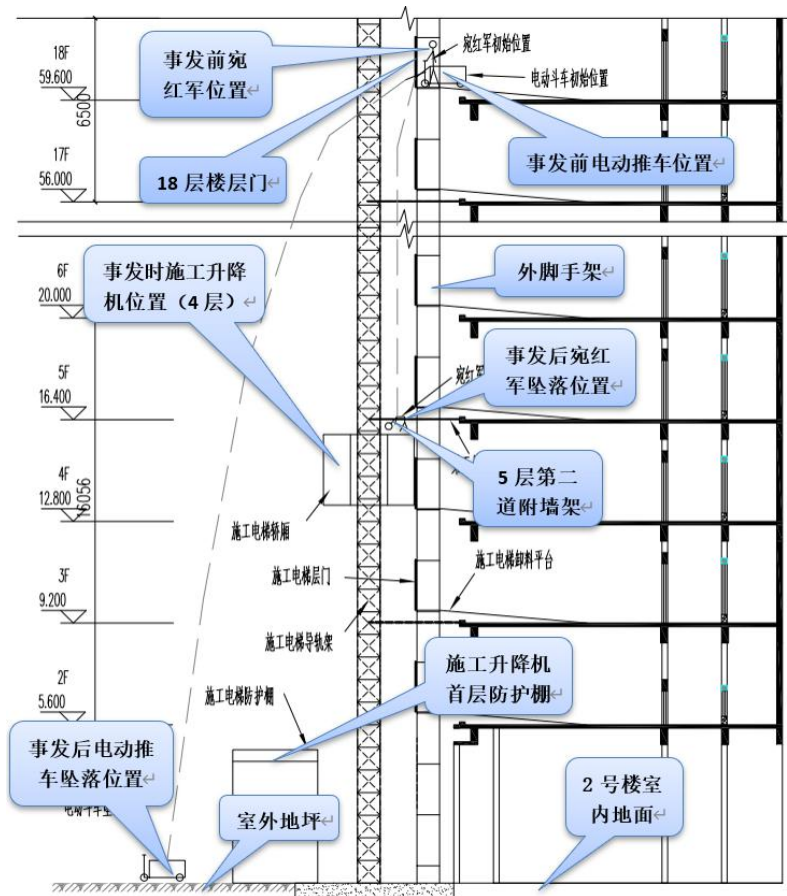 事发前宛
红军位置
宛红军初始位置
电动斗车初始位置
18F
59.600
6500
18 层楼层门
事发前电动推车位置
17F
56.000
事发时施工升降
机位置（4 层）
外脚手架
6F
20.000
事发后宛红
军坠落位置
宛红军
5F
16.400
5 层第二
道附墙架
4F
12.800
16056
施工电梯轿厢
施工电梯层门
施工电梯卸料平台
3F
9.200
施工电梯导轨架
施工升降机
首层防护棚
施工电梯防护棚
2F
5.600
事发后电动推
车坠落位置
电动斗车
室外地坪
2 号楼室
内地面